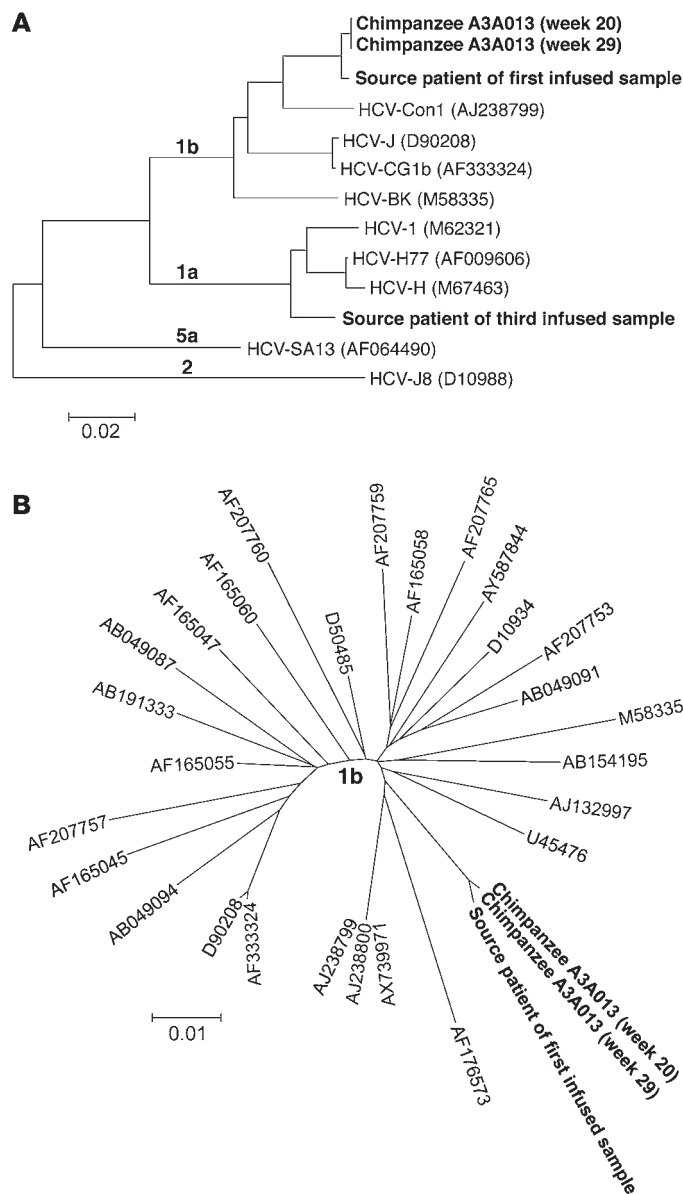 A
Chimpanzee A3A013 (week 20)
Chimpanzee A3A013 (week 29)
Source patient of first infused sample
HCV-Con1 (AJ238799)
HCV-J (D90208)
1b
HCV-CG1b (AF333324)
HCV-BK (M58335)
HCV-1 (M62321)
HCV-H77 (AF009606)
1a
HCV-H (M67463)
Source patient of third infused sample
5a
HCV-SA13 (AF064490)
2
HCV-J8 (D10988)
0.02
B
AF207760
AF207759
AF207765
AF165060
AF165058
AY587844
AF165047
D50485
D10934
AF207753
AB049087
AB049091
AB191333
M58335
AF165055
1b
AB154195
AJ132997
AF207757
U45476
AF165045
AB049094
D90208
AF333324
AJ238799
AJ238800
AX739971
AF176573
Chimpanzee A3A013 (week 20)
Chimpanzee A3A013 (week 29)
Source patient of first infused sample
0.01